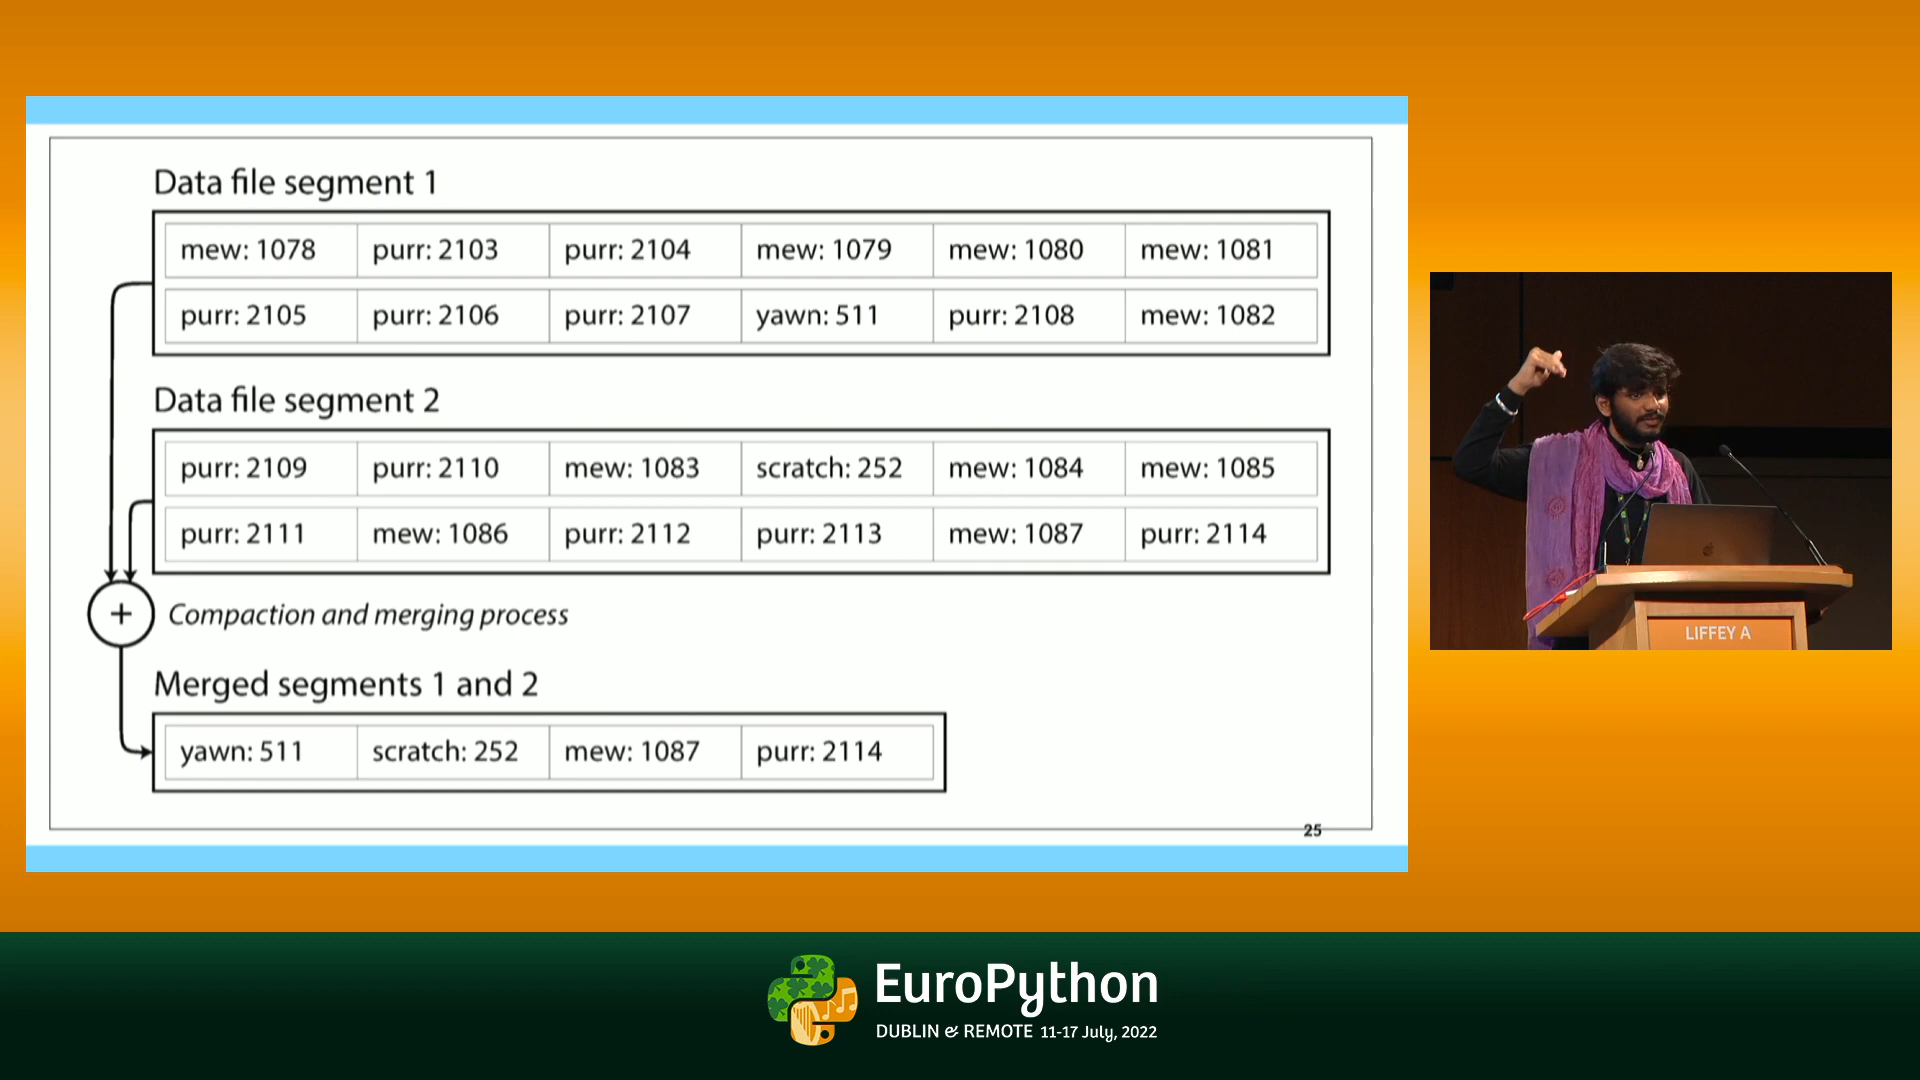 Data file segment 1
mew: 1078 purr: 2103 purr: 2104 mew: 1079 mew: 1080 mew: 1081
purr: 2105 purr: 2106 purr: 2107 yawn: 511 purr: 2108 mew: 1082
Data file segment 2
purr: 2109 purr: 2110 mew: 1083 scratch: 252 mew: 1084 mew: 1085
purr: 2111 mew: 1086 purr: 2112 purr: 2113 mew: 1087 purr: 2114
+ Compaction and merging process
Merged segments 1 and 2
yawn: 511 scratch: 252 mew: 1087 purr: 2114
25
LIFFEY A
EuroPython
DUBLIN & REMOTE 11-17 July, 2022